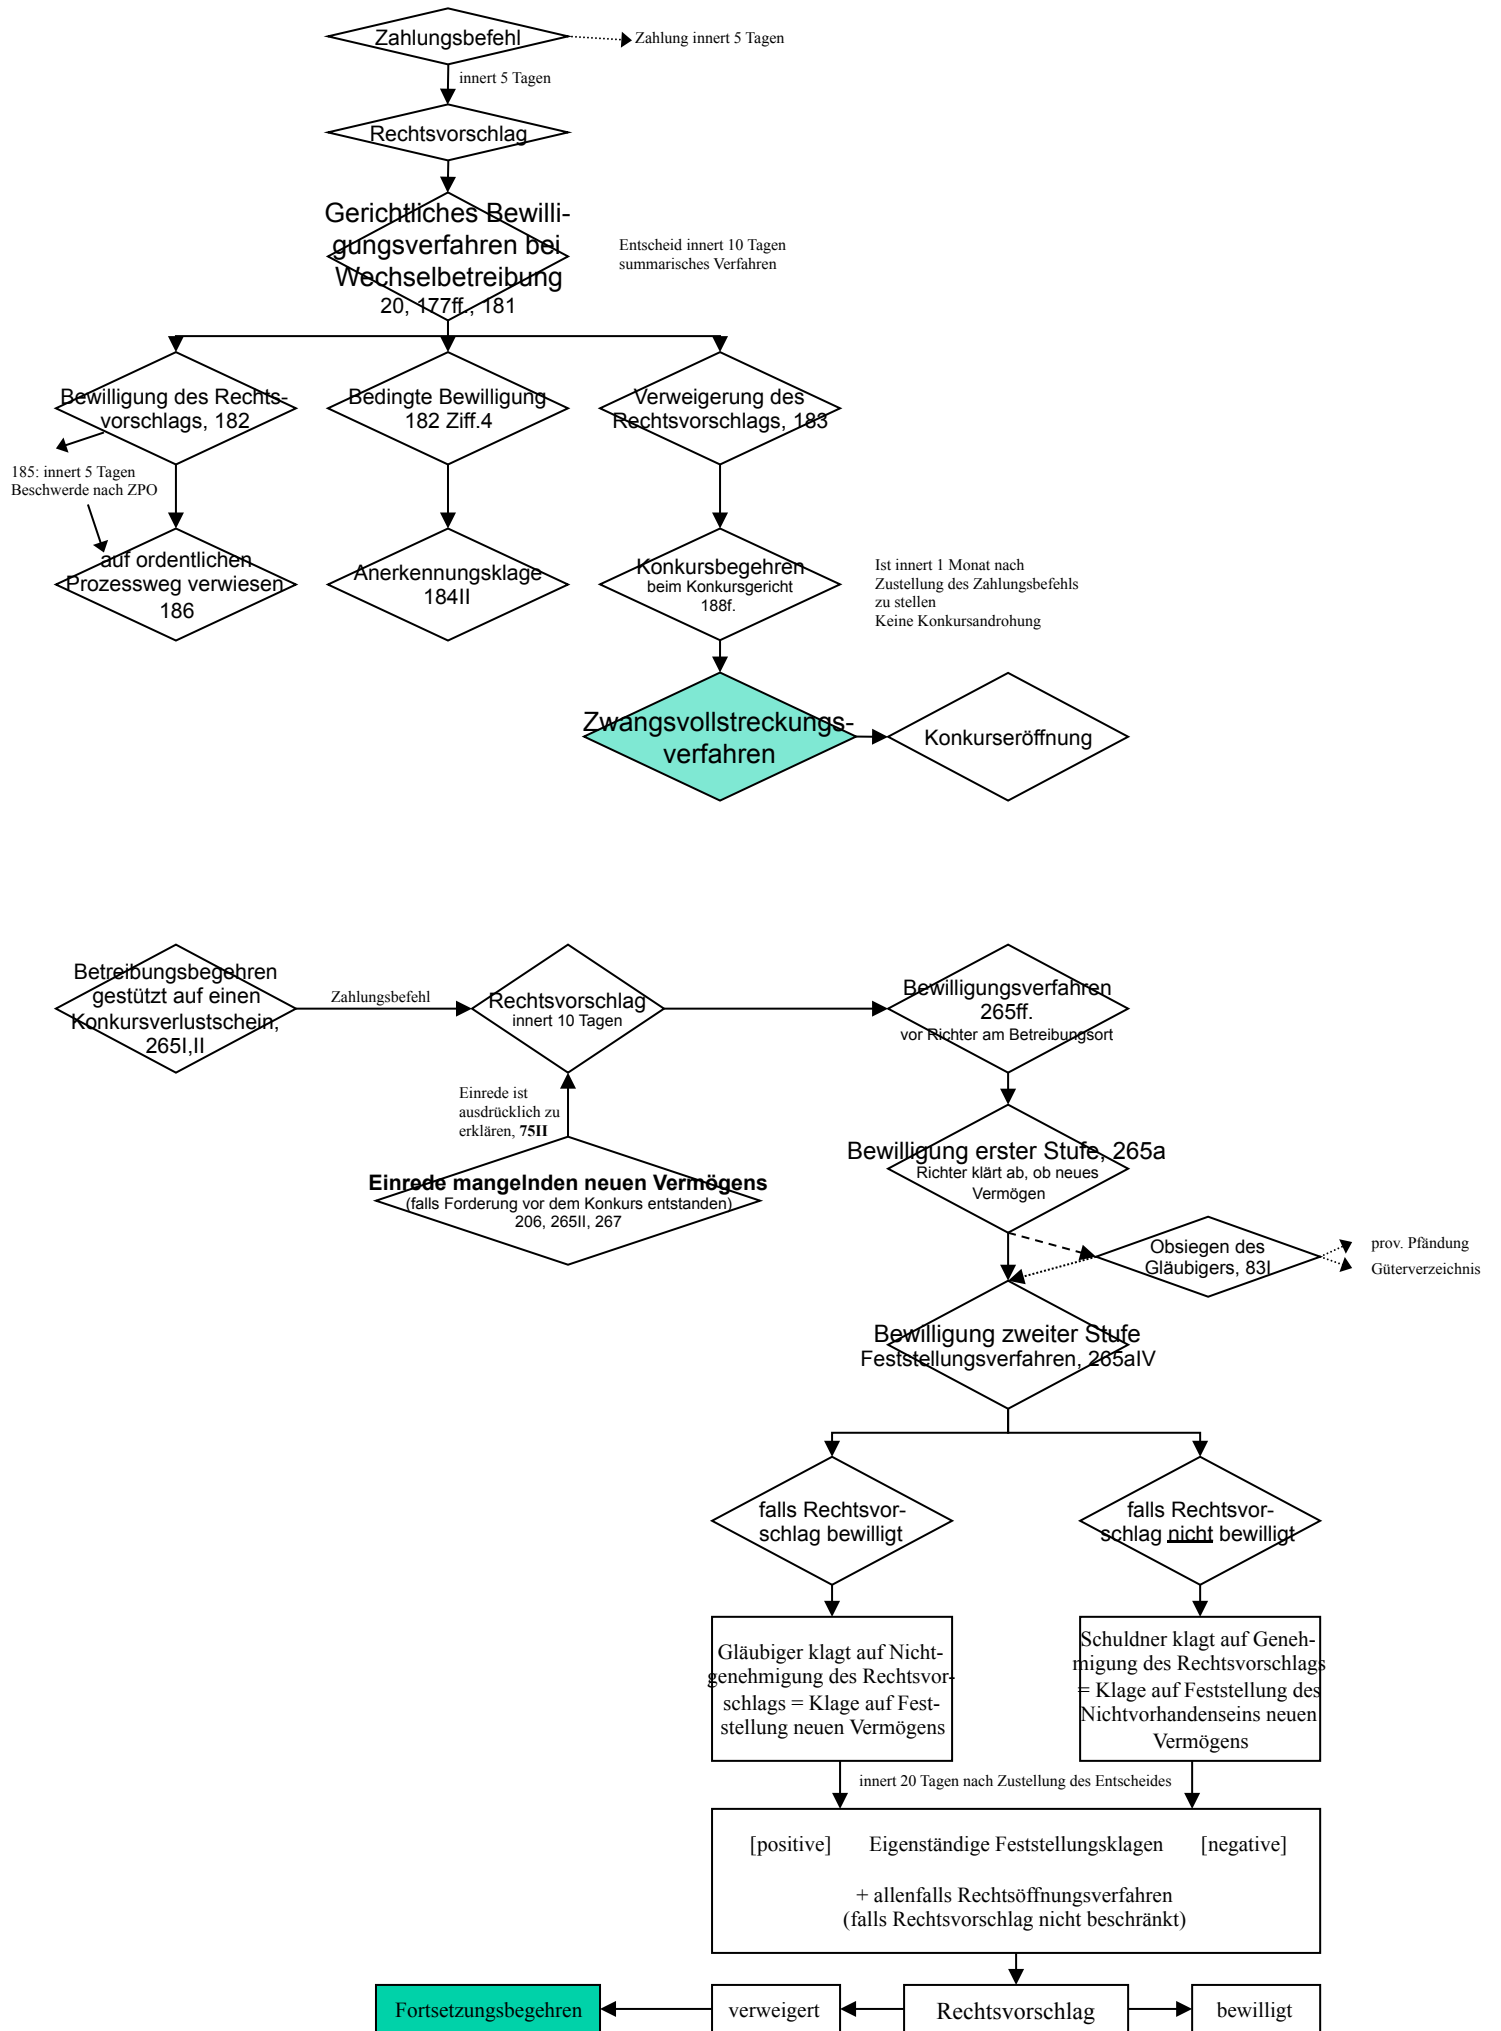 Zahlungsbefehl
Zahlung innert 5 Tagen
innert 5 Tagen
Rechtsvorschlag
Gerichtliches Bewilli-
gungsverfahren bei
Wechselbetreibung
20, 177ff., 181
Entscheid innert 10 Tagen
summarisches Verfahren
Bewilligung des Rechts-
vorschlags, 182
Bedingte Bewilligung
182 Ziff.4
Verweigerung des
Rechtsvorschlags, 183
185: innert 5 Tagen
Beschwerde nach ZPO
auf ordentlichen
Prozessweg verwiesen
186
Anerkennungsklage
184II
Konkursbegehren
beim Konkursgericht
188f.
Ist innert 1 Monat nach
Zustellung des Zahlungsbefehls
zu stellen
Keine Konkursandrohung
Zwangsvollstreckungs-
verfahren
Konkurseröffnung
Betreibungsbegehren
gestützt auf einen
Konkursverlustschein,
265I,II
Zahlungsbefehl
Rechtsvorschlag
innert 10 Tagen
Bewilligungsverfahren
265ff.
vor Richter am Betreibungsort
Einrede ist
ausdrücklich zu
erklären, 75II
Einrede mangelnden neuen Vermögens
(falls Forderung vor dem Konkurs entstanden)
206, 265II, 267
Bewilligung erster Stufe, 265a
Richter klärt ab, ob neues
Vermögen
Obsiegen des
Gläubigers, 83I
prov. Pfändung
Güterverzeichnis
Bewilligung zweiter Stufe
Feststellungsverfahren, 265aIV
falls Rechtsvor-
schlag bewilligt
falls Rechtsvor-
schlag nicht bewilligt
Gläubiger klagt auf Nicht-
genehmigung des Rechtsvor-
schlags = Klage auf Fest-
stellung neuen Vermögens
Schuldner klagt auf Geneh-
migung des Rechtsvorschlags
= Klage auf Feststellung des
Nichtvorhandenseins neuen
Vermögens
innert 20 Tagen nach Zustellung des Entscheides
[positive] Eigenständige Feststellungsklagen [negative]
+ allenfalls Rechtsöffnungsverfahren
(falls Rechtsvorschlag nicht beschränkt)
Fortsetzungsbegehren
verweigert
Rechtsvorschlag
bewilligt